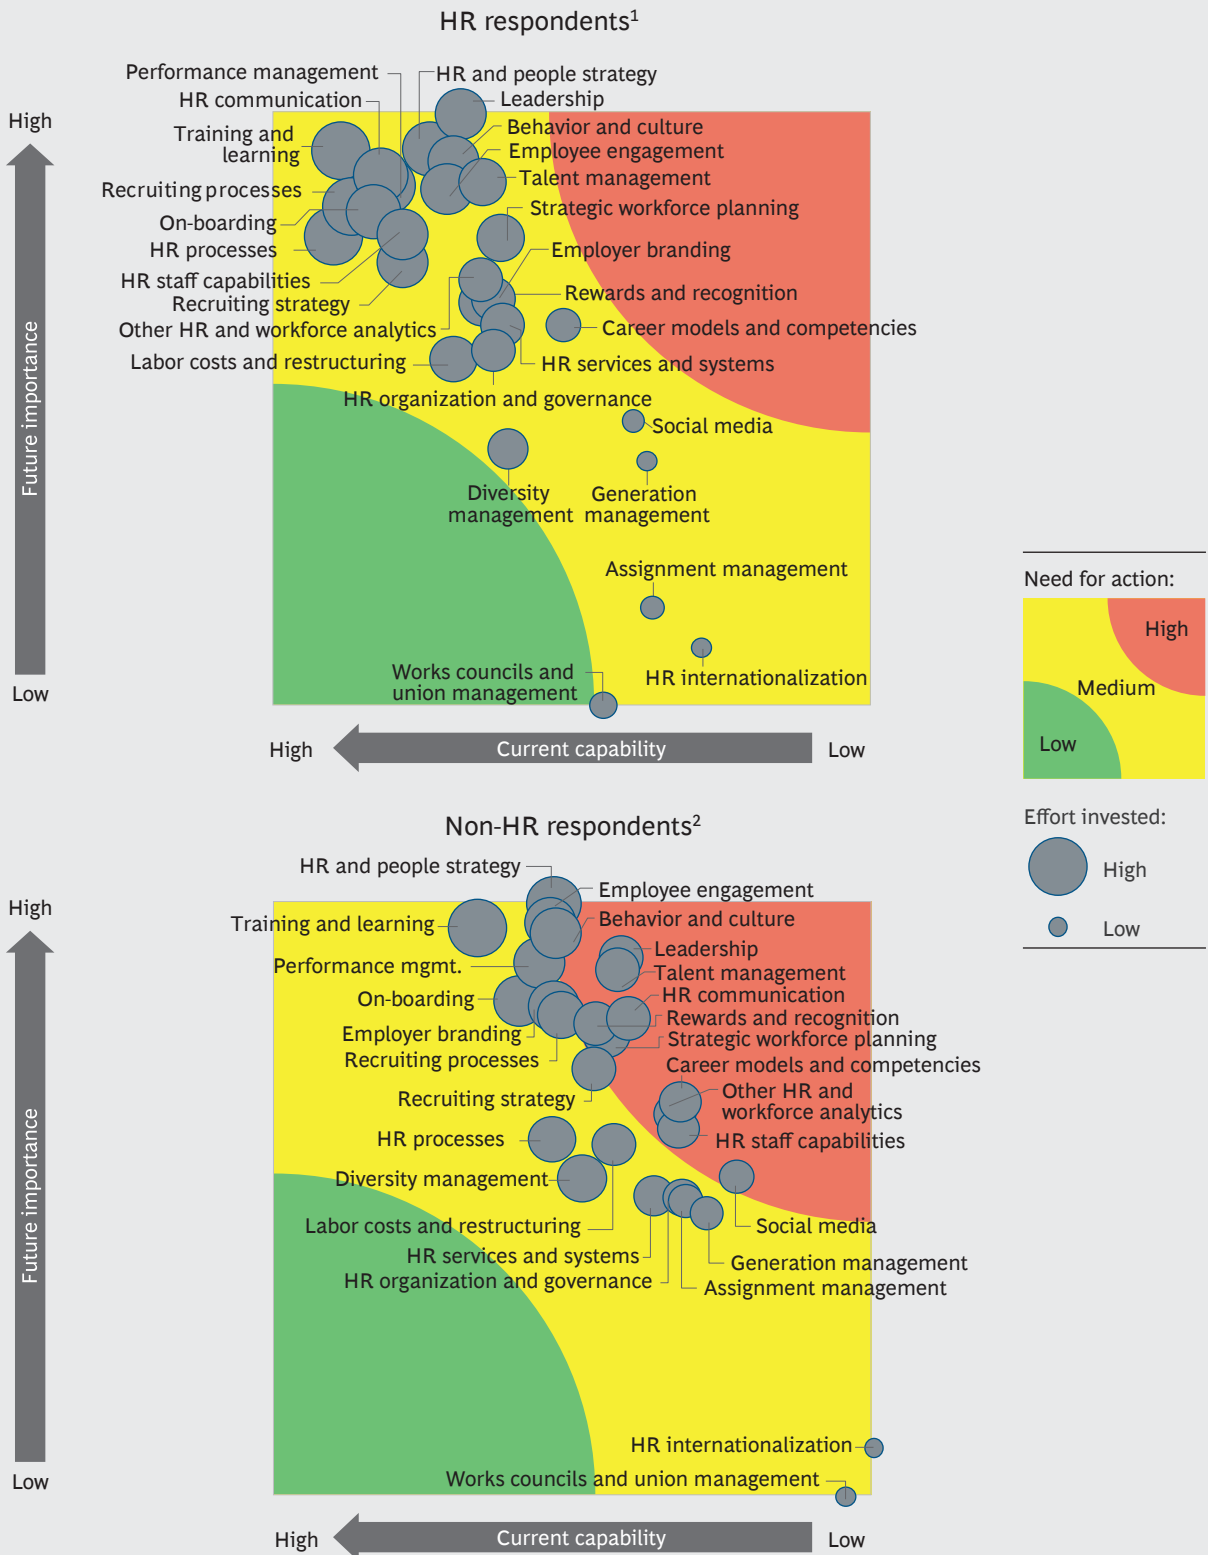 HR respondents¹
Performance management
HR and people strategy
HR communication
Leadership
High
Training and
learning
Behavior and culture
Employee engagement
Talent management
Recruiting processes
Strategic workforce planning
On-boarding
HR processes
Employer branding
HR staff capabilities
Rewards and recognition
Recruiting strategy
Other HR and workforce analytics
Career models and competencies
Labor costs and restructuring
HR services and systems
HR organization and governance
Future importance
Social media
Diversity
management
Generation
management
Assignment management
Works councils and
union management
HR internationalization
Low
High
Current capability
Low
Need for action:
High
Medium
Low
Effort invested:
High
Low
Non-HR respondents²
HR and people strategy
Employee engagement
High
Training and learning
Behavior and culture
Leadership
Performance mgmt.
Talent management
On-boarding
HR communication
Rewards and recognition
Employer branding
Strategic workforce planning
Recruiting processes
Career models and competencies
Recruiting strategy
Other HR and
workforce analytics
HR processes
HR staff capabilities
Diversity management
Future importance
Labor costs and restructuring
Social media
HR services and systems
Generation management
HR organization and governance
Assignment management
HR internationalization
Works councils and union management
Low
High
Current capability
Low